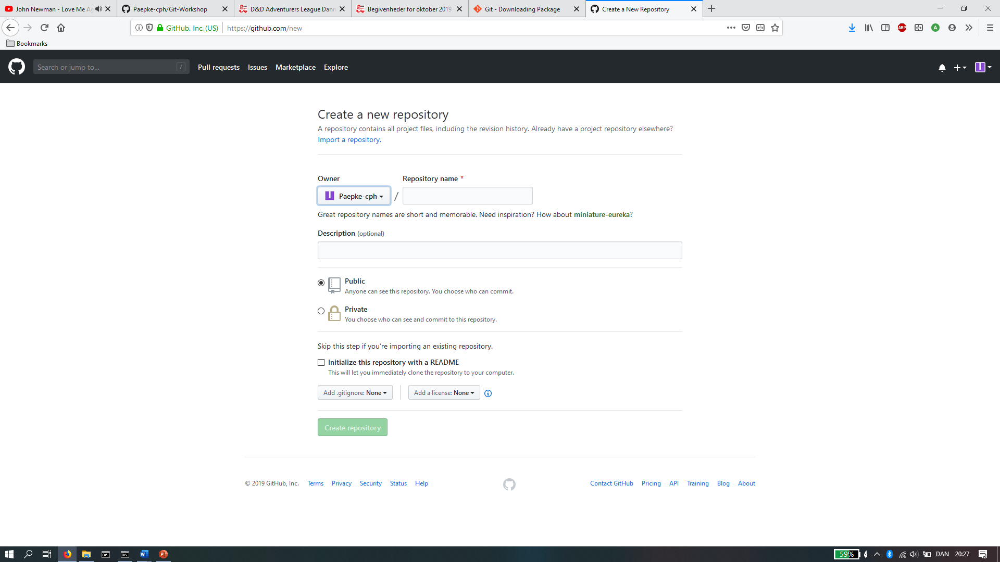 John Newman - Love Me Ag
Paepke-cph/Git-Workshop
D&D Adventurers League Dann
Begivenheder for oktober 2019
Git - Downloading Package
Create a New Repository
GitHub, Inc. (US)
https://github.com/new
ABP
A
Bookmarks
Search or jump to...
/
Pull requests
Issues
Marketplace
Explore
Create a new repository
A repository contains all project files, including the revision history. Already have a project repository elsewhere?
Import a repository.
Owner
Repository name *
Paepke-cph
/
Great repository names are short and memorable. Need inspiration? How about miniature-eureka?
Description (optional)
Public
Anyone can see this repository. You choose who can commit.
Private
You choose who can see and commit to this repository.
Skip this step if you’re importing an existing repository.
Initialize this repository with a README
This will let you immediately clone the repository to your computer.
Add .gitignore: None
Add a license: None
Create repository
© 2019 GitHub, Inc.
Terms
Privacy
Security
Status
Help
Contact GitHub
Pricing
API
Training
Blog
About
59%
DAN
20:27